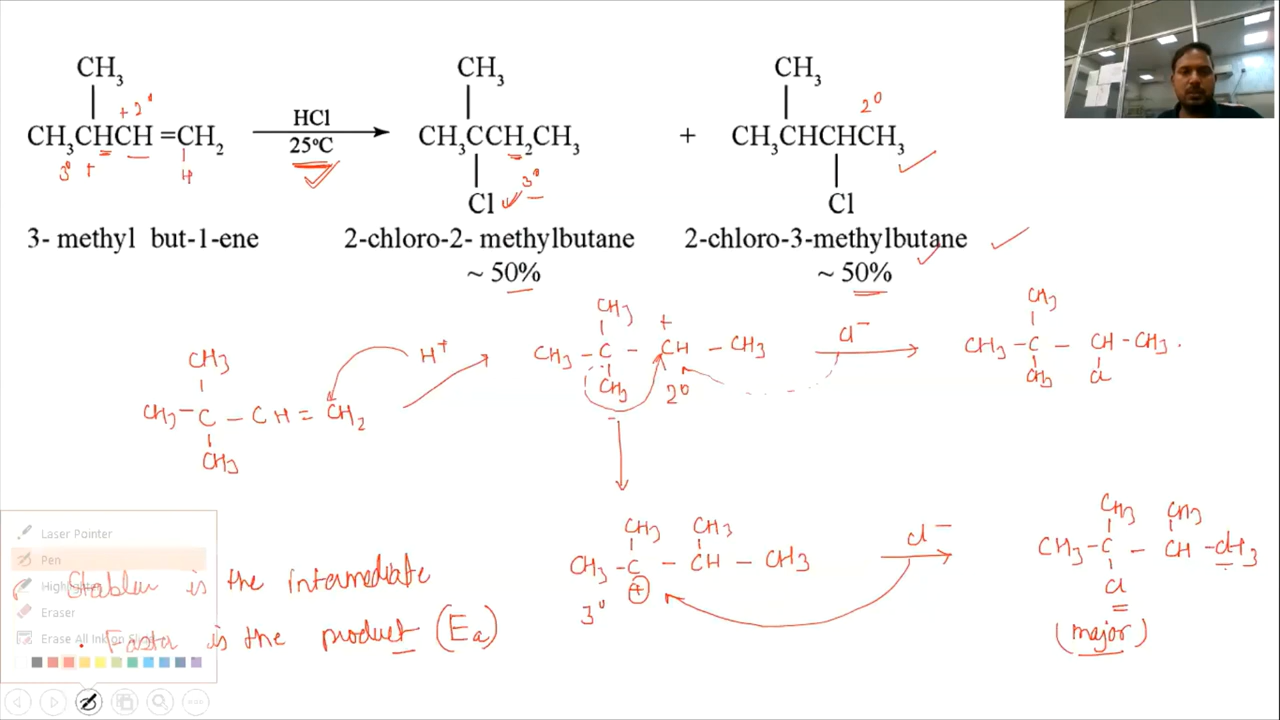 CH₃ CH₃ CH₃
+2°
2°
HCl
CH₃CHCH =CH₂ 25°C CH₃CCH₂CH₃ + CH₃CHCHCH₃
3° + H
3°
Cl Cl
3- methyl but-1-ene 2-chloro-2- methylbutane 2-chloro-3-methylbutane
~ 50% ~ 50%
CH₃ + CH₃
CH₃ – C – CH – CH₃ Cl⁻ CH₃ – C – CH – CH₃.
CH₃ 2° CH₃ Cl
H⁺
CH₃
CH₃ – C – CH = CH₂
CH₃
CH₃ CH₃ Cl⁻ CH₃ CH₃
CH₃ – C – CH – CH₃ CH₃ – C – CH – CH₃
+ Cl
3° (major)
Laser Pointer
Pen
Highlighter
Eraser
Erase All Ink on Slide
Stabler is the intermediate
. Faster is the product (Ea)